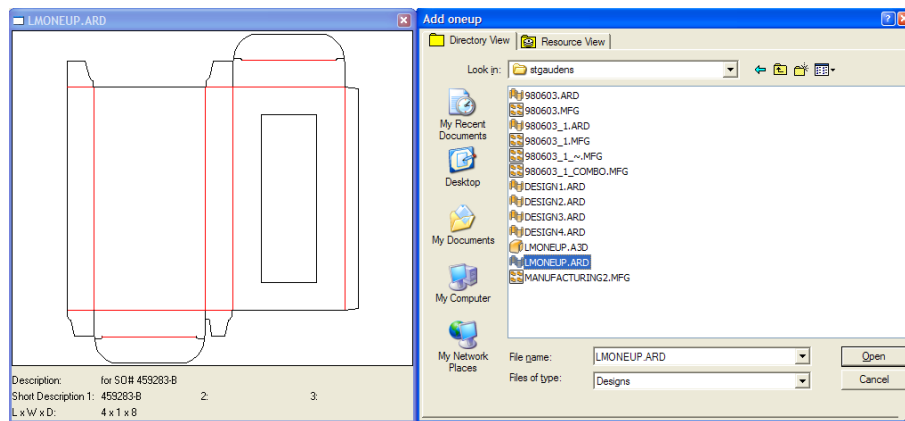 LMONEUP.ARD
Description: for SO# 459283-B
Short Description 1: 459283-B 2: 3:
L x W x D: 4 x 1 x 8
Add oneup
Directory View Resource View
Look in: stgaudens
My Recent Documents
Desktop
My Documents
My Computer
My Network Places
980603.ARD
980603.MFG
980603_1.ARD
980603_1.MFG
980603_1_~.MFG
980603_1_COMBO.MFG
DESIGN1.ARD
DESIGN2.ARD
DESIGN3.ARD
DESIGN4.ARD
LMONEUP.A3D
LMONEUP.ARD
MANUFACTURING2.MFG
File name: LMONEUP.ARD Open
Files of type: Designs Cancel